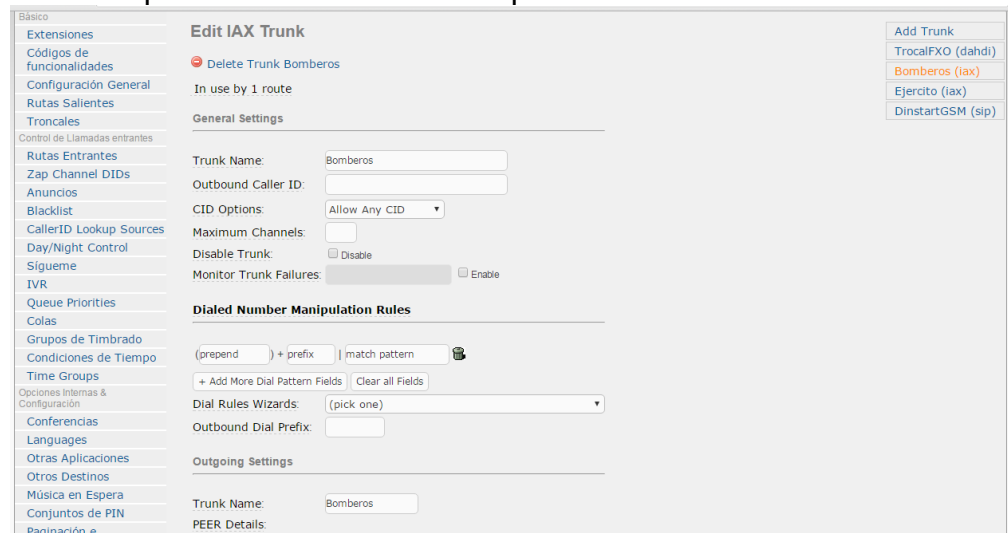 Básico
Extensiones
Códigos de
funcionalidades
Configuración General
Rutas Salientes
Troncales
Control de Llamadas entrantes
Rutas Entrantes
Zap Channel DIDs
Anuncios
Blacklist
CallerID Lookup Sources
Day/Night Control
Sígueme
IVR
Queue Priorities
Colas
Grupos de Timbrado
Condiciones de Tiempo
Time Groups
Opciones Internas &
Configuración
Conferencias
Languages
Otras Aplicaciones
Otros Destinos
Música en Espera
Conjuntos de PIN
Paginación e
Edit IAX Trunk
Delete Trunk Bomberos
In use by 1 route
General Settings
Trunk Name: Bomberos
Outbound Caller ID:
CID Options: Allow Any CID
Maximum Channels:
Disable Trunk: Disable
Monitor Trunk Failures: Enable
Dialed Number Manipulation Rules
(prepend) + prefix | match pattern
+ Add More Dial Pattern Fields Clear all Fields
Dial Rules Wizards: (pick one)
Outbound Dial Prefix:
Outgoing Settings
Trunk Name: Bomberos
PEER Details:
Add Trunk
TrocalFXO (dahdi)
Bomberos (iax)
Ejercito (iax)
DinstartGSM (sip)